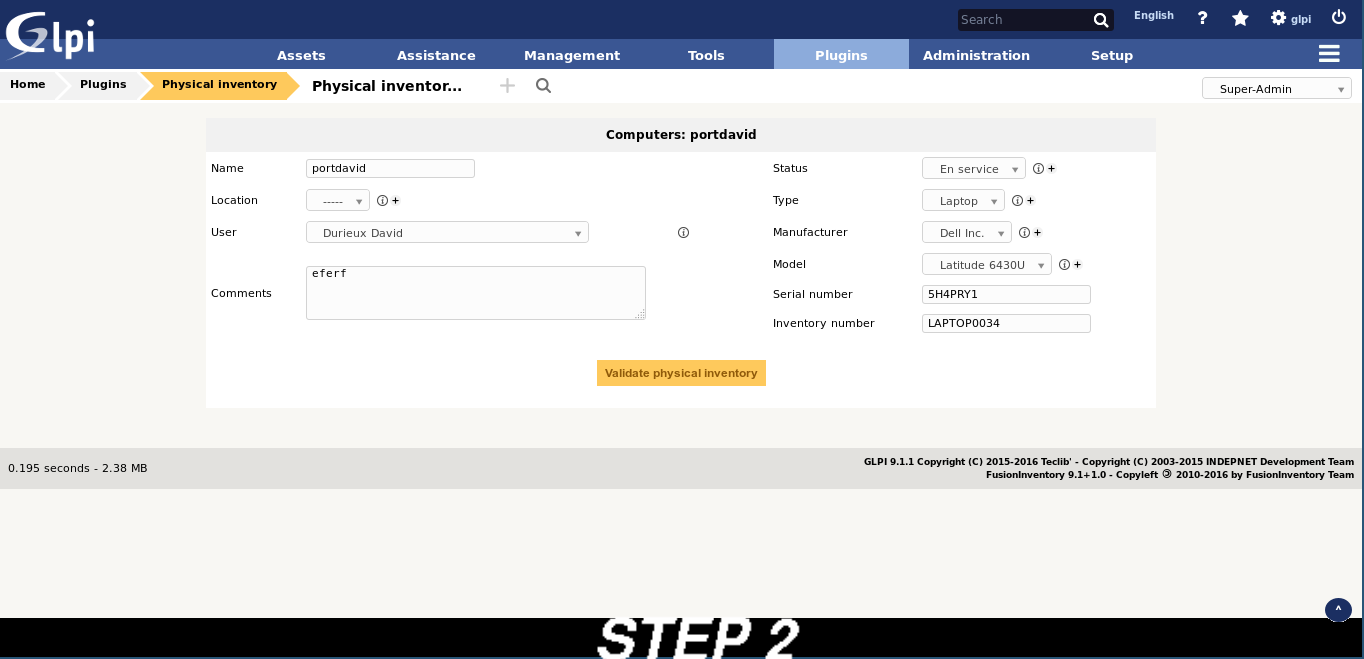 Glpi
Search
English
?
glpi
Assets Assistance Management Tools Plugins Administration Setup
Home Plugins Physical inventory Physical inventor... +
Super-Admin
Computers: portdavid
Name portdavid Status En service i +
Location ----- i + Type Laptop i +
User Durieux David i Manufacturer Dell Inc. i +
Model Latitude 6430U i +
Comments eferf
Serial number 5H4PRY1
Inventory number LAPTOP0034
Validate physical inventory
0.195 seconds - 2.38 MB
GLPI 9.1.1 Copyright (C) 2015-2016 Teclib' - Copyright (C) 2003-2015 INDEPNET Development Team
FusionInventory 9.1+1.0 - Copyleft 🄯 2010-2016 by FusionInventory Team
^
STEP 2